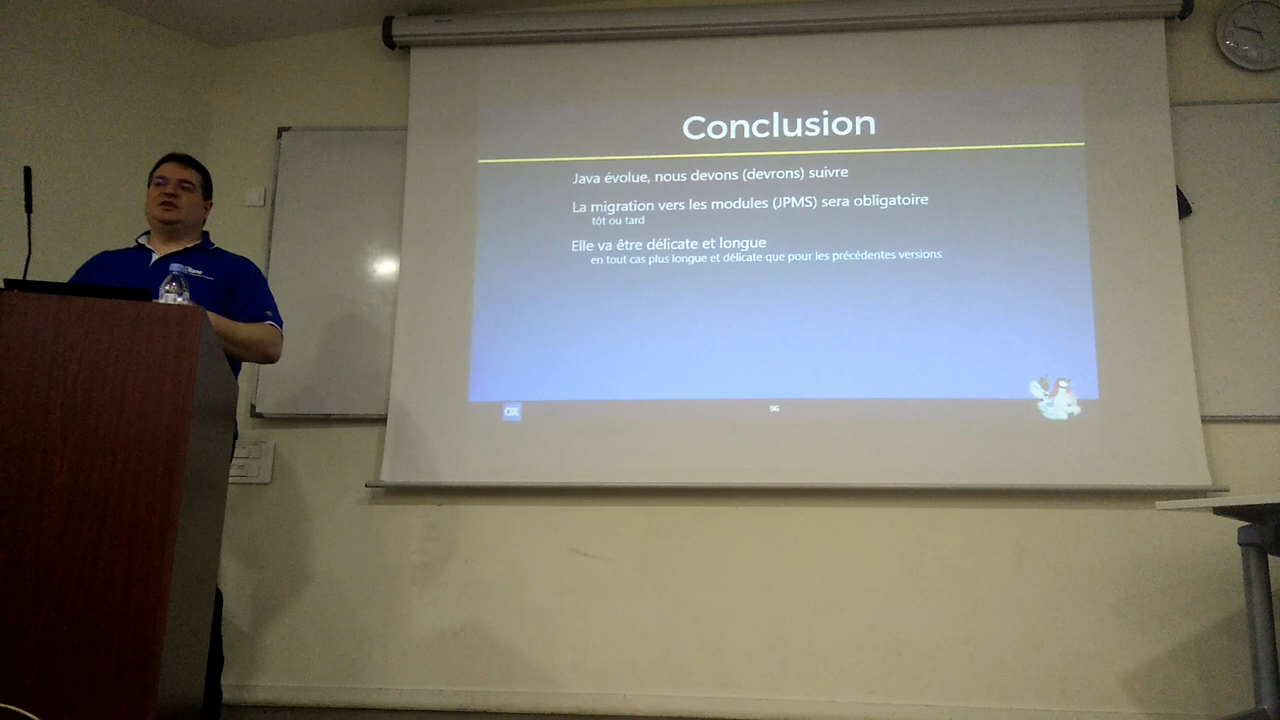 Conclusion
Java évolue, nous devons (devrons) suivre
La migration vers les modules (JPMS) sera obligatoire
tôt ou tard
Elle va être délicate et longue
en tout cas plus longue et délicate que pour les précédentes versions
96